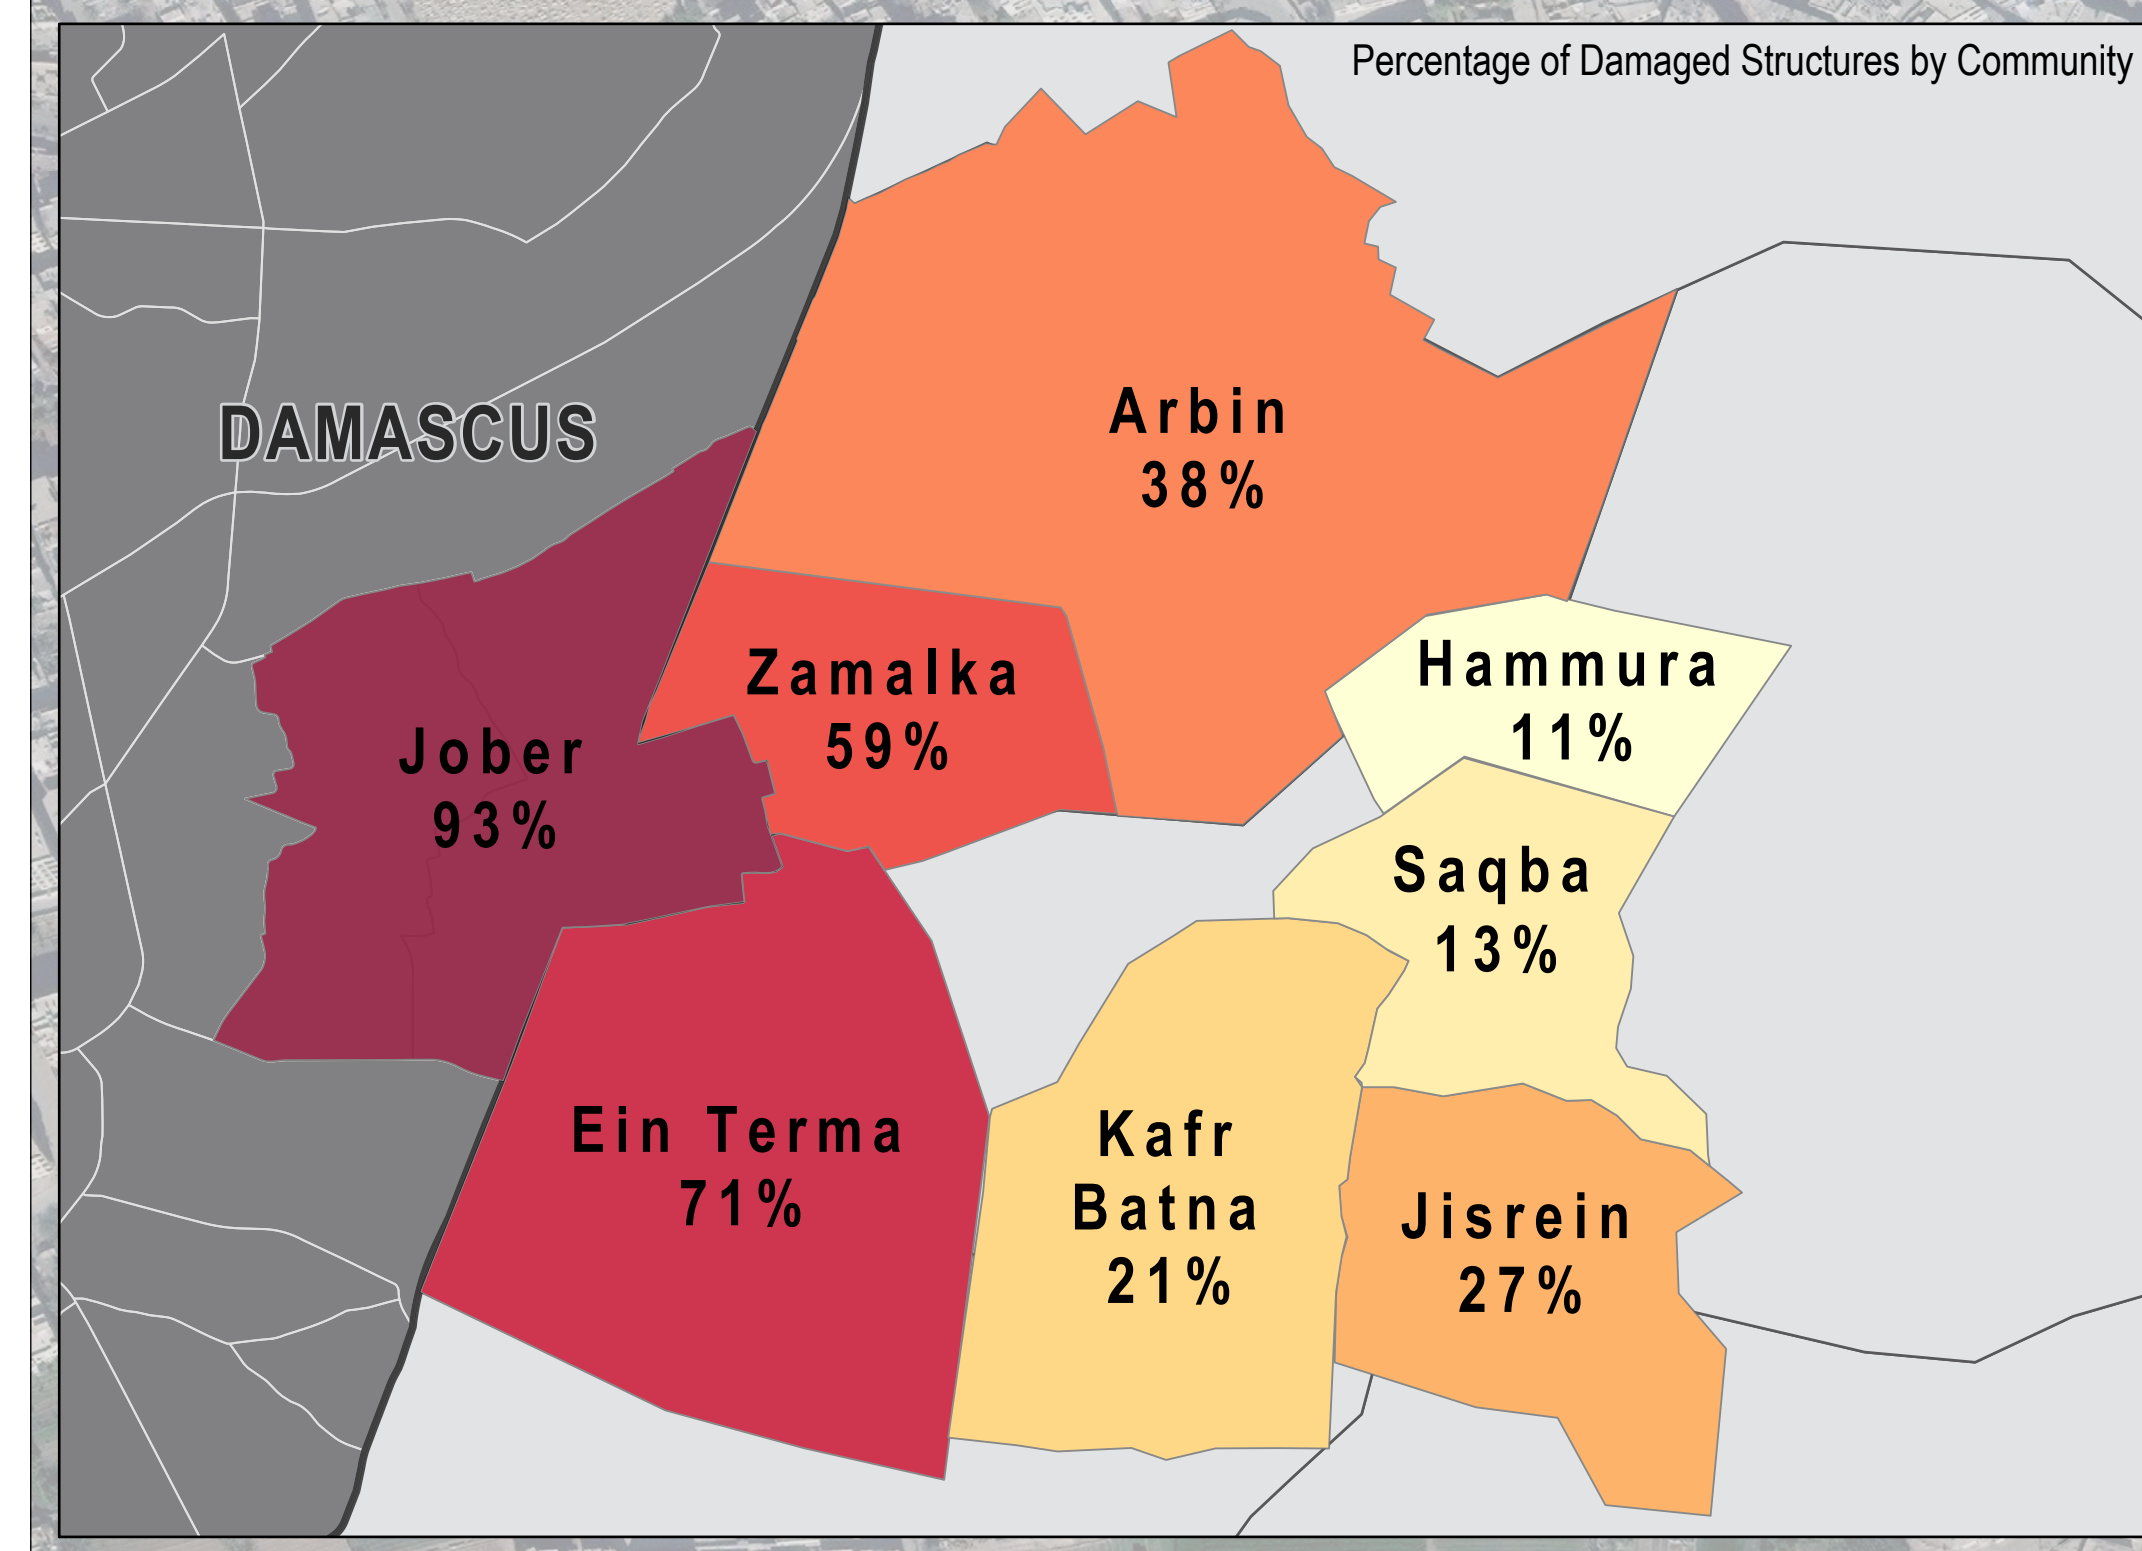 Percentage of Damaged Structures by Community
DAMASCUS
Arbin
38%
Zamalka
59%
Hammura
11%
Jober
93%
Saqba
13%
Ein Terma
71%
Kafr
Batna
21%
Jisrein
27%